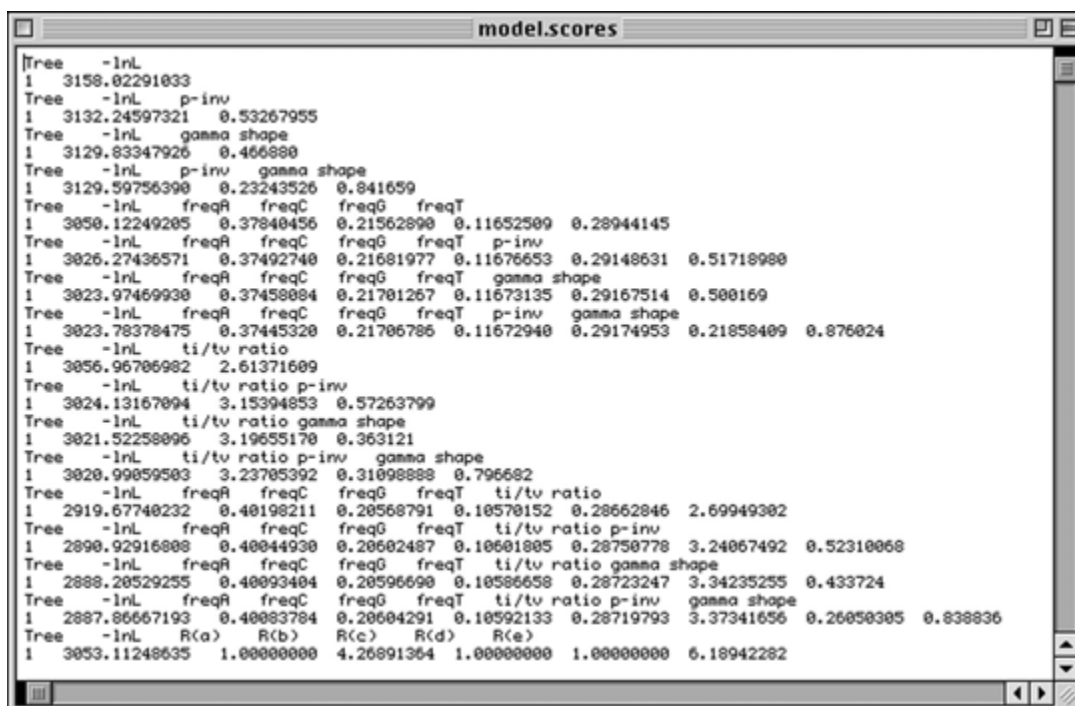 model.scores
Tree -lnL
1 3158.02291033
Tree -lnL p-inv
1 3132.24597321 0.53267955
Tree -lnL gamma shape
1 3129.83347926 0.466880
Tree -lnL p-inv gamma shape
1 3129.59756390 0.23243526 0.841659
Tree -lnL freqA freqC freqG freqT
1 3050.12249205 0.37840456 0.21562890 0.11652509 0.28944145
Tree -lnL freqA freqC freqG freqT p-inv
1 3026.27436571 0.37492740 0.21681977 0.11676653 0.29148631 0.51718980
Tree -lnL freqA freqC freqG freqT gamma shape
1 3023.97469930 0.37458084 0.21701267 0.11673135 0.29167514 0.500169
Tree -lnL freqA freqC freqG freqT p-inv gamma shape
1 3023.78378475 0.37445320 0.21706786 0.11672940 0.29174953 0.21858409 0.876024
Tree -lnL ti/tv ratio
1 3056.96706982 2.61371609
Tree -lnL ti/tv ratio p-inv
1 3024.13167094 3.15394853 0.57263799
Tree -lnL ti/tv ratio gamma shape
1 3021.52258096 3.19655170 0.363121
Tree -lnL ti/tv ratio p-inv gamma shape
1 3020.99059503 3.23705392 0.31098888 0.796682
Tree -lnL freqA freqC freqG freqT ti/tv ratio
1 2919.67740232 0.40198211 0.20568791 0.10570152 0.28662846 2.69949302
Tree -lnL freqA freqC freqG freqT ti/tv ratio p-inv
1 2890.92916808 0.40044930 0.20602487 0.10601805 0.28750778 3.24067492 0.52310068
Tree -lnL freqA freqC freqG freqT ti/tv ratio gamma shape
1 2888.20529255 0.40093404 0.20596690 0.10586658 0.28723247 3.34235255 0.433724
Tree -lnL freqA freqC freqG freqT ti/tv ratio p-inv gamma shape
1 2887.86667193 0.40083784 0.20604291 0.10592133 0.28719793 3.37341656 0.26050305 0.838836
Tree -lnL R(a) R(b) R(c) R(d) R(e)
1 3053.11248635 1.00000000 4.26891364 1.00000000 1.00000000 6.18942282